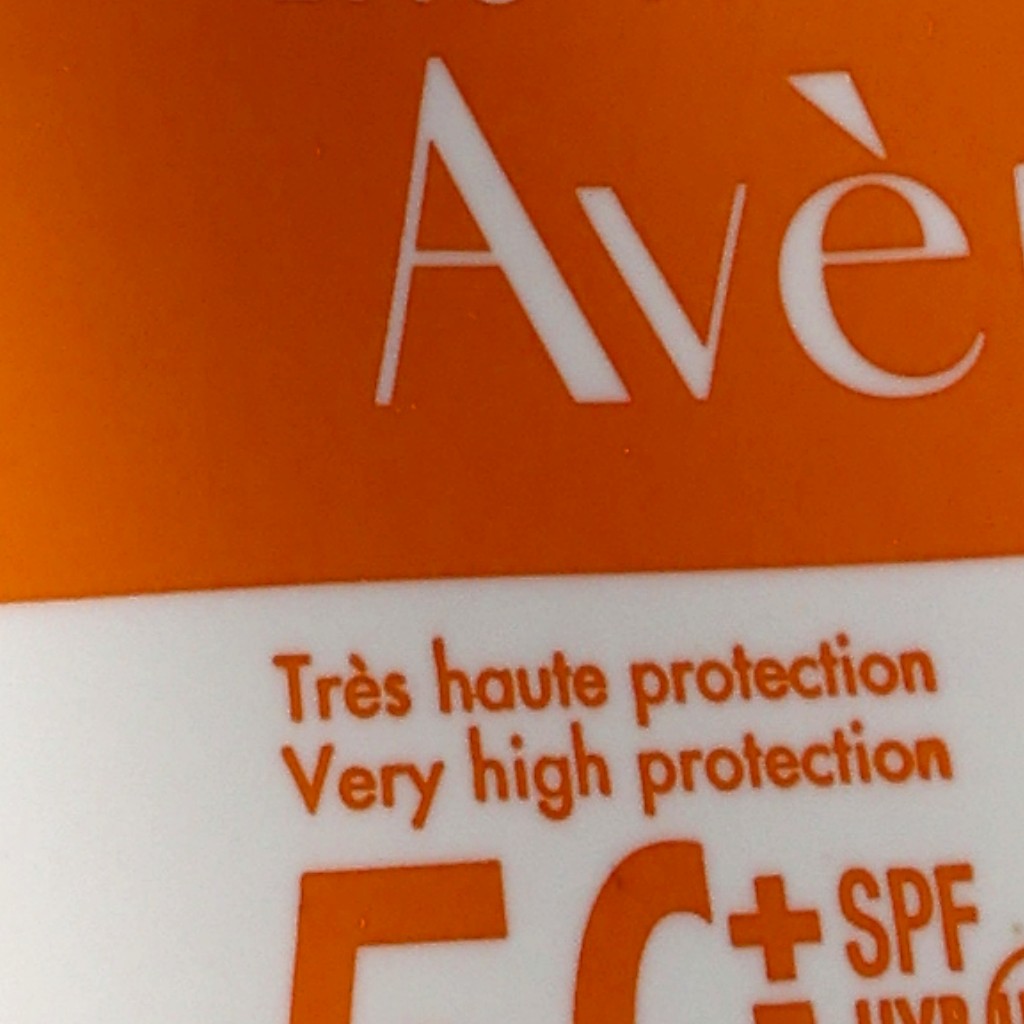 Avè
Très haute protection
Very high protection
+ SPF